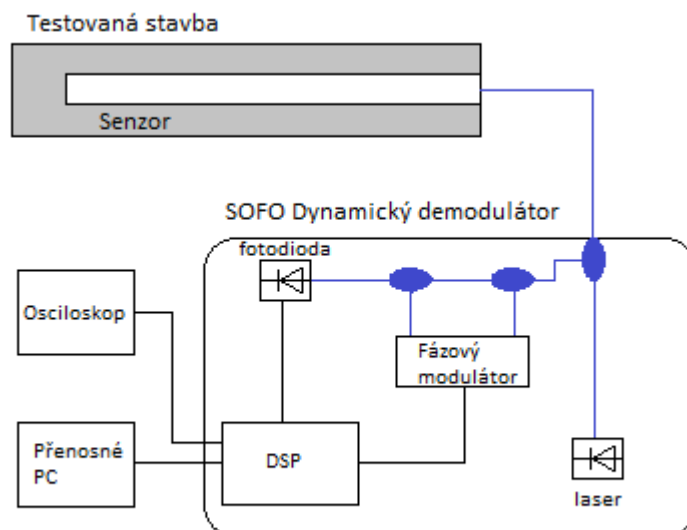 Testovaná stavba
Senzor
SOFO Dynamický demodulátor
fotodioda
Osciloskop
Fázový
modulátor
Přenosné
PC
DSP
laser